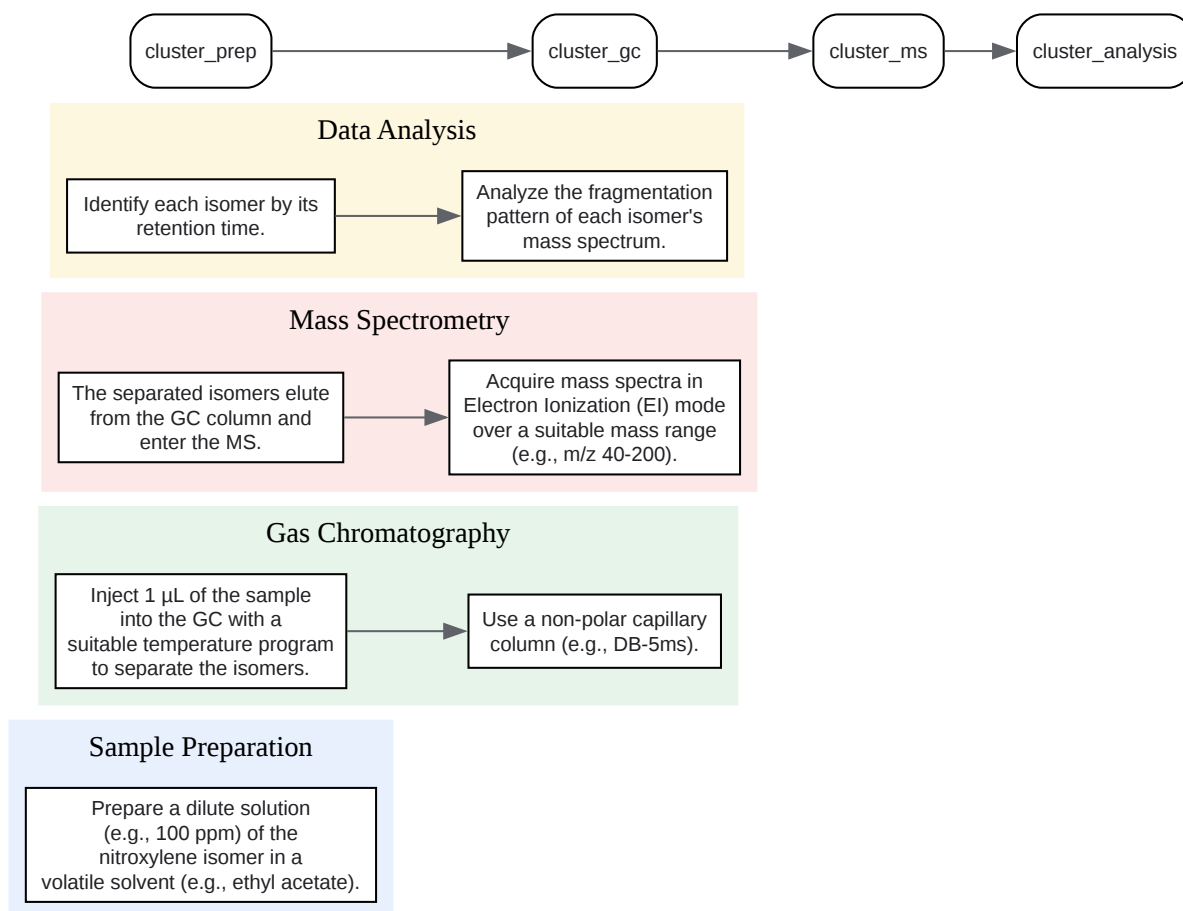 cluster_prep
cluster_gc
cluster_ms
cluster_analysis
Data Analysis
Identify each isomer by its
retention time.
Analyze the fragmentation
pattern of each isomer's
mass spectrum.
Mass Spectrometry
The separated isomers elute
from the GC column and
enter the MS.
Acquire mass spectra in
Electron Ionization (EI) mode
over a suitable mass range
(e.g., m/z 40-200).
Gas Chromatography
Inject 1 µL of the sample
into the GC with a
suitable temperature program
to separate the isomers.
Use a non-polar capillary
column (e.g., DB-5ms).
Sample Preparation
Prepare a dilute solution
(e.g., 100 ppm) of the
nitroxylene isomer in a
volatile solvent (e.g., ethyl acetate).